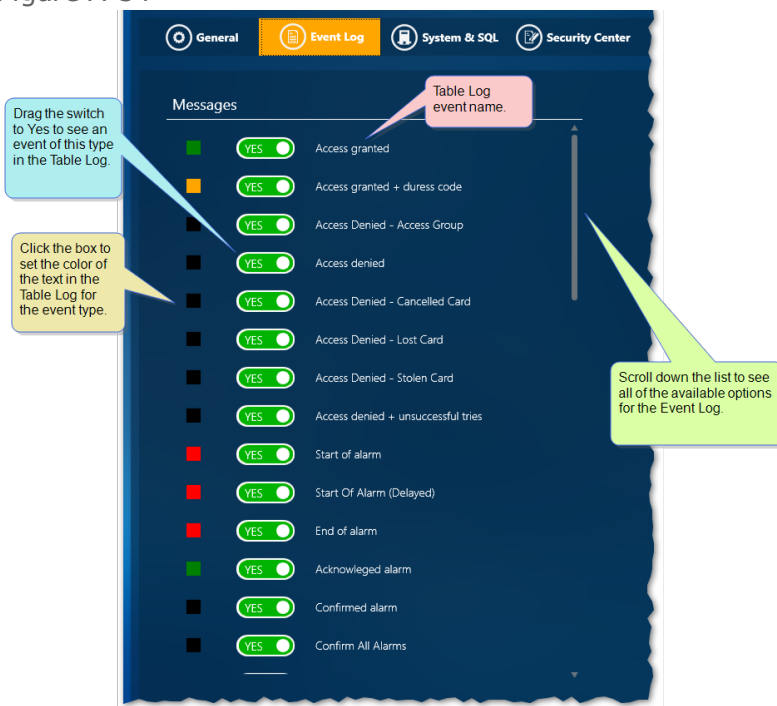 General Event Log System & SQL Security Center
Table Log
event name.
Messages
Drag the switch
to Yes to see an
event of this type
in the Table Log.
YES Access granted
YES Access granted + duress code
YES Access Denied - Access Group
Click the box to
set the color of
the text in the
Table Log for
the event type.
YES Access denied
YES Access Denied - Cancelled Card
YES Access Denied - Lost Card
YES Access Denied - Stolen Card
Scroll down the list to see
all of the available options
for the Event Log.
YES Access denied + unsuccessful tries
YES Start of alarm
YES Start Of Alarm (Delayed)
YES End of alarm
YES Acknowleged alarm
YES Confirmed alarm
YES Confirm All Alarms